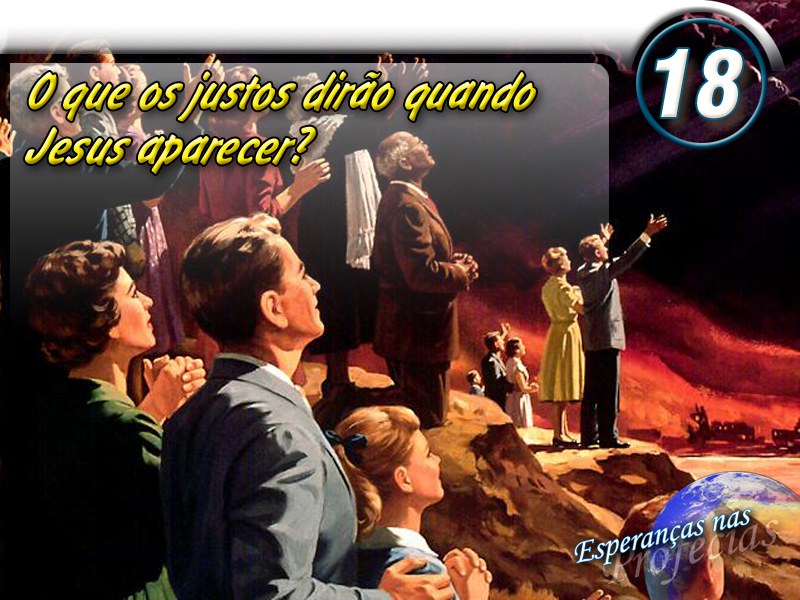 O que os justos dirão quando
Jesus aparecer?
18
Esperanças nas
Profecias